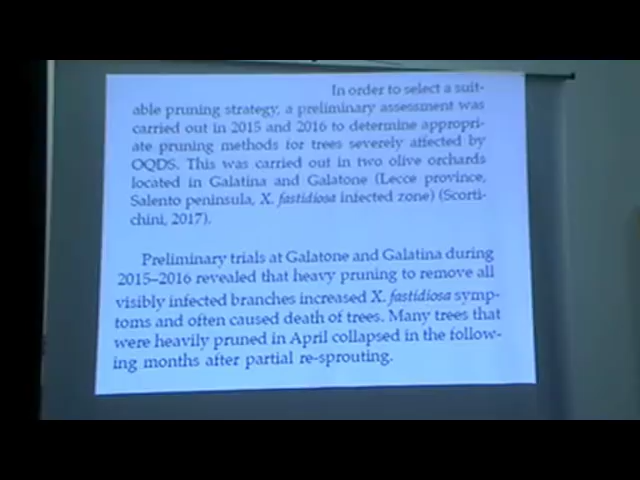 In order to select a suit-
able pruning strategy, a preliminary assessment was
carried out in 2015 and 2016 to determine appropri-
ate pruning methods for trees severely affected by
OQDS. This was carried out in two olive orchards
located in Galatina and Galatone (Lecce province,
Salento peninsula, X. fastidiosa infected zone) (Scorti-
chini, 2017).
Preliminary trials at Galatone and Galatina during
2015–2016 revealed that heavy pruning to remove all
visibly infected branches increased X. fastidiosa symp-
toms and often caused death of trees. Many trees that
were heavily pruned in April collapsed in the follow-
ing months after partial re-sprouting.